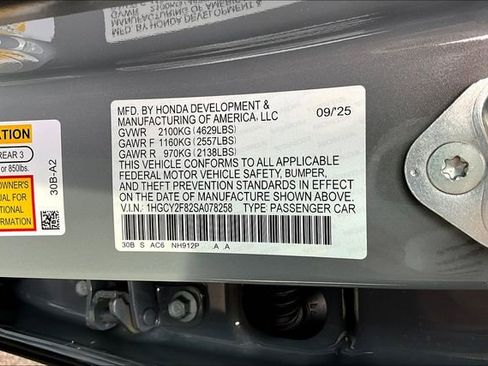 MFD. BY HONDA DEVELOPMENT &
MANUFACTURING OF AMERICA, LLC 09/'25
GVWR 2100KG (4629LBS)
GAWR F 1160KG (2557LBS)
GAWR R 970KG (2138LBS)
THIS VEHICLE CONFORMS TO ALL APPLICABLE
FEDERAL MOTOR VEHICLE SAFETY, BUMPER,
AND THEFT PREVENTION STANDARDS IN EFFECT
ON THE DATE OF MANUFACTURE SHOWN ABOVE.
V.I.N.: 1HGCY2F82SA078258 TYPE: PASSENGER CAR
30B S AC6 NH912P A A
ATION
REAR 3
or 850lbs.
OWNER'S
UAL FOR
30B-A2